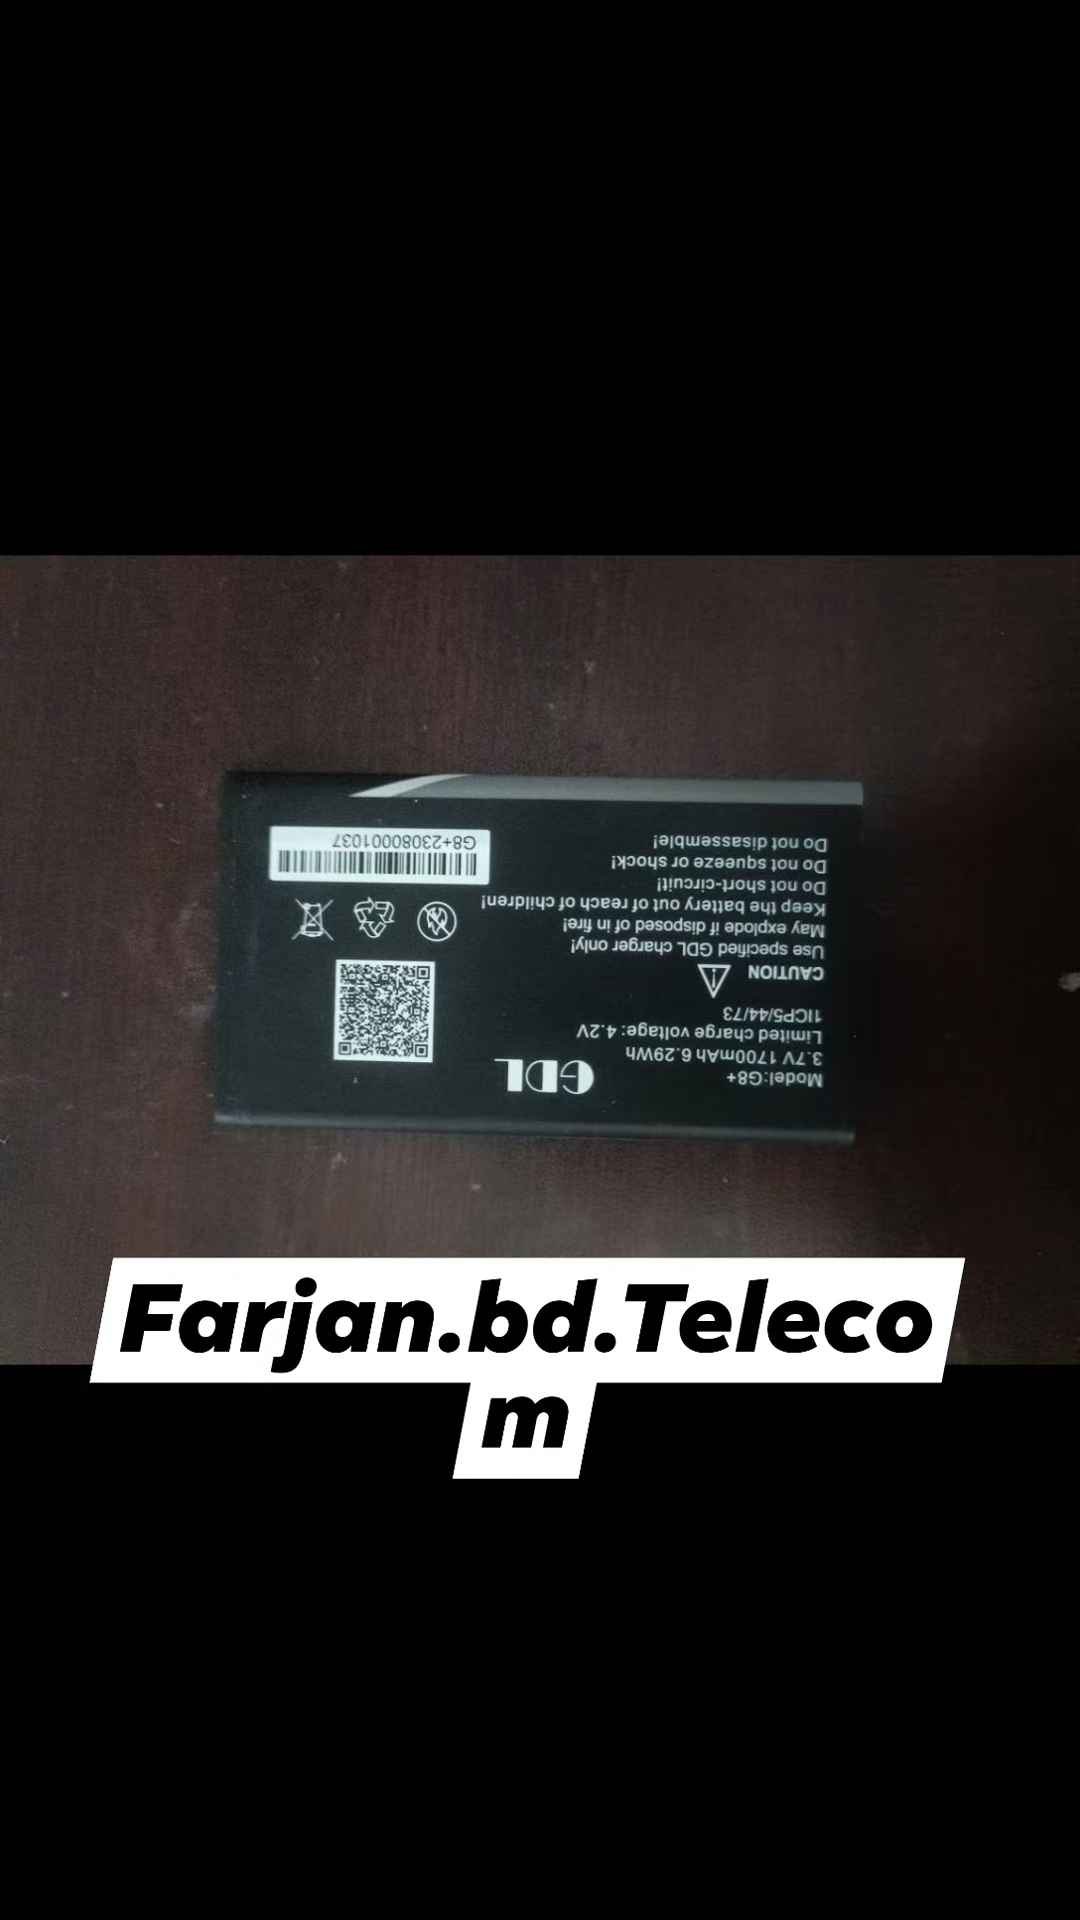 GDL
Model:G8+
3.7V 1700mAh 6.29Wh
Limited charge voltage: 4.2V
1ICP5/44/73
CAUTION
Use specified GDL charger only!
May explode if disposed of in fire!
Keep the battery out of reach of children!
Do not short-circuit!
Do not squeeze or shock!
Do not disassemble!
G8+230800001037
Farjan.bd.Teleco
m